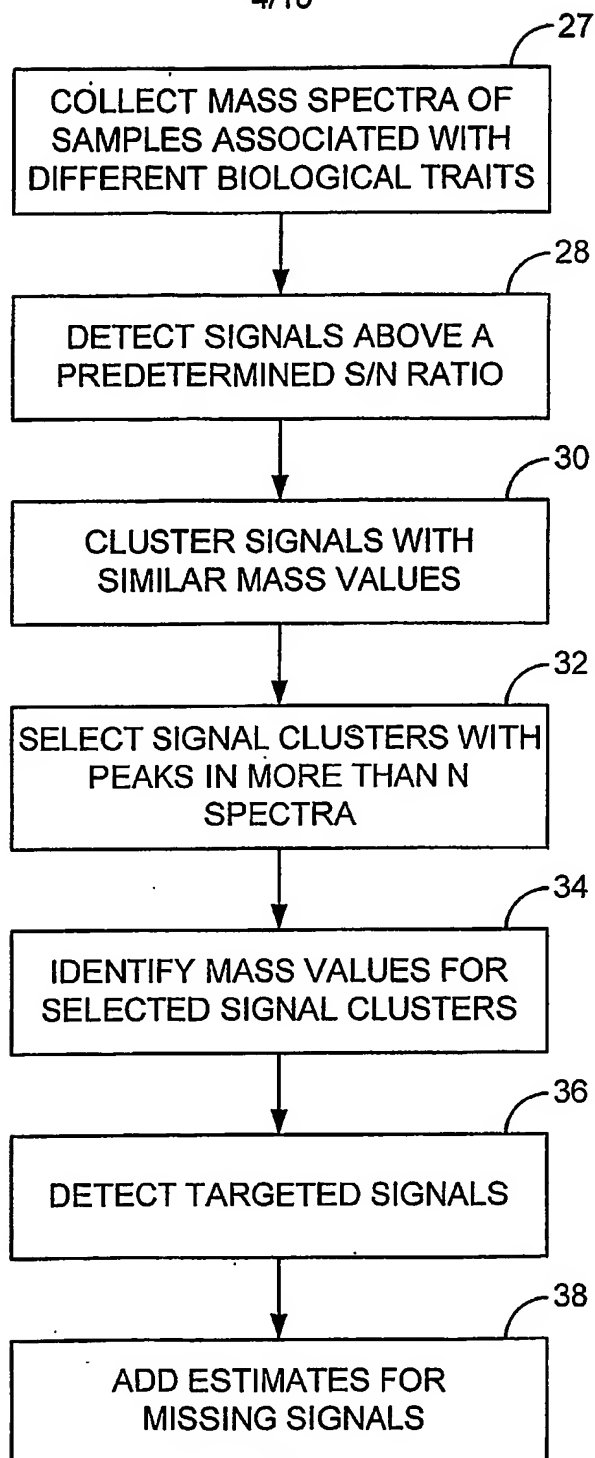 27
COLLECT MASS SPECTRA OF
SAMPLES ASSOCIATED WITH
DIFFERENT BIOLOGICAL TRAITS
28
DETECT SIGNALS ABOVE A
PREDETERMINED S/N RATIO
30
CLUSTER SIGNALS WITH
SIMILAR MASS VALUES
32
SELECT SIGNAL CLUSTERS WITH
PEAKS IN MORE THAN N
SPECTRA
34
IDENTIFY MASS VALUES FOR
SELECTED SIGNAL CLUSTERS
36
DETECT TARGETED SIGNALS
38
ADD ESTIMATES FOR
MISSING SIGNALS